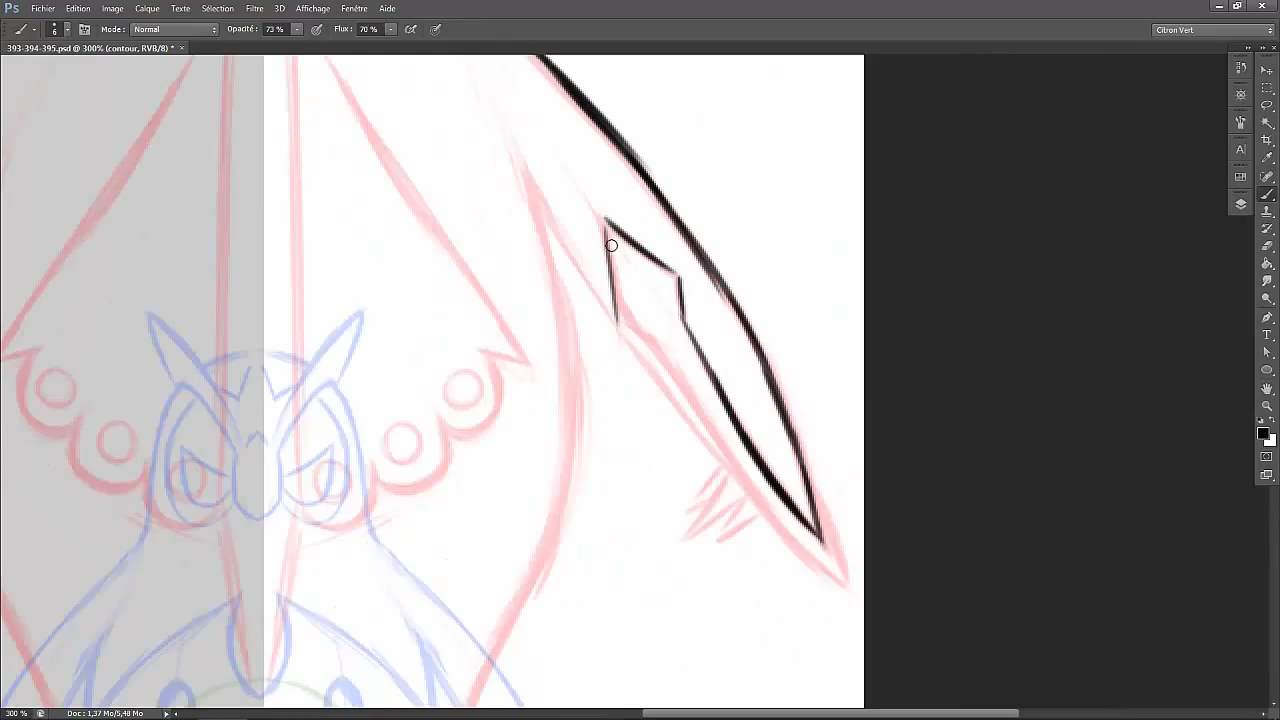 Ps Fichier Edition Image Calque Texte Sélection Filtre 3D Affichage Fenêtre Aide
6 Mode : Normal Opacité : 73 % Flux : 70 % Citron Vert
393-394-395.psd @ 300% (contour, RVB/8) * ×
300 % Doc : 1,37 Mo/5,48 Mo